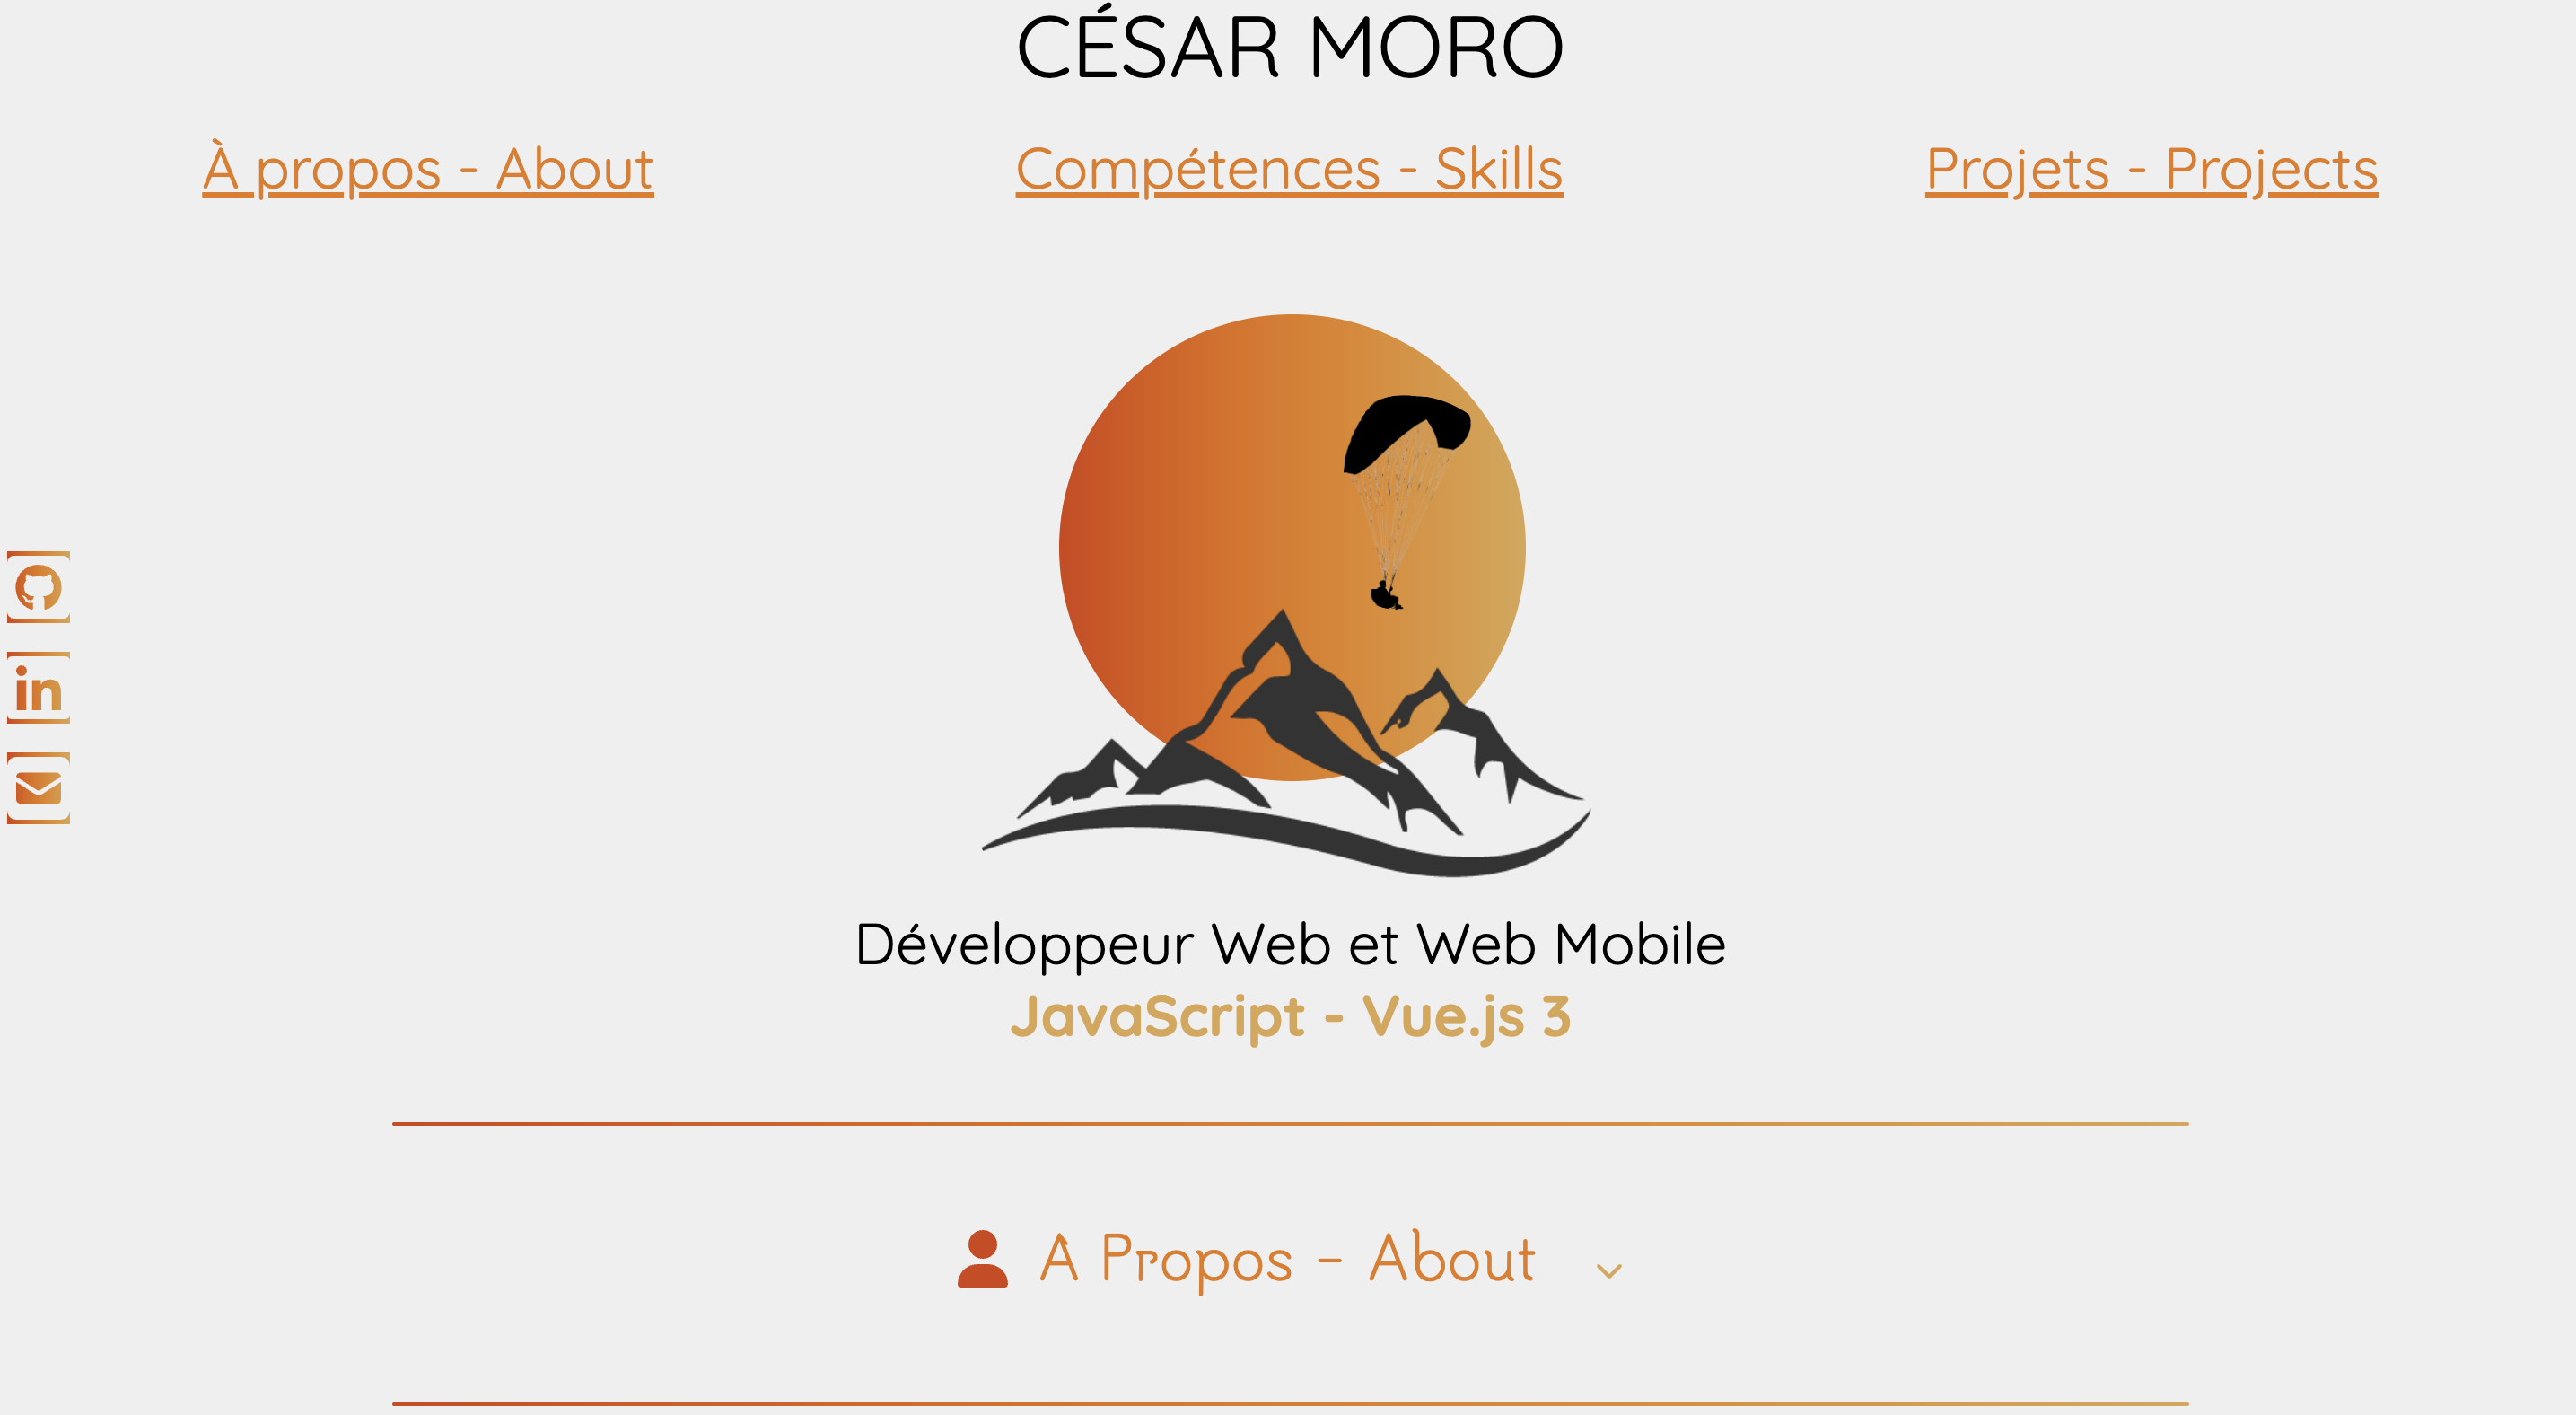 CÉSAR MORO
À propos - About
Compétences - Skills
Projets - Projects
in
Développeur Web et Web Mobile
JavaScript - Vue.js 3
À Propos - About